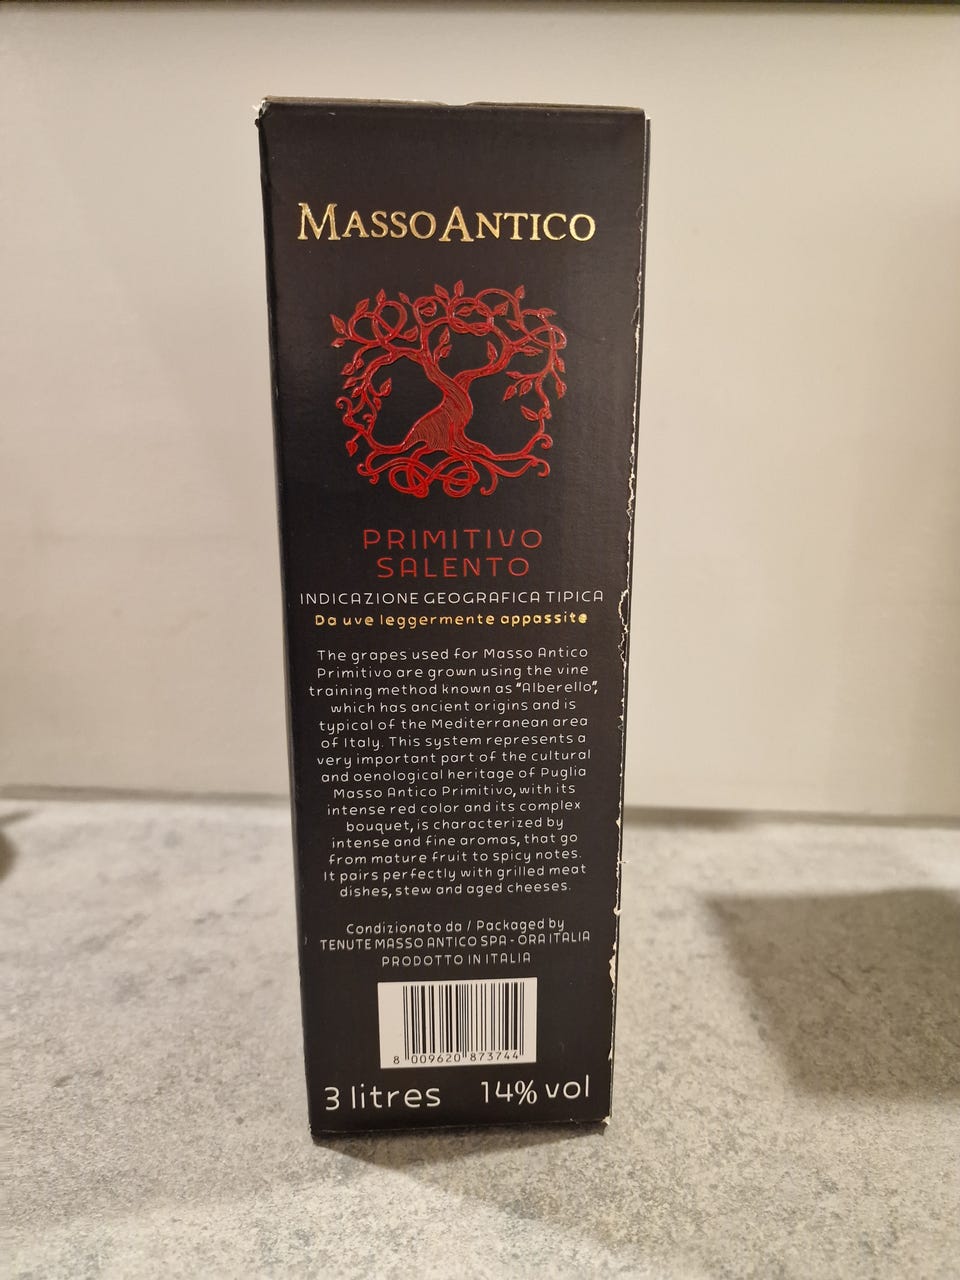 MASSO ANTICO
PRIMITIVO
SALENTO
INDICAZIONE GEOGRAFICA TIPICA
Da uve leggermente appassite
The grapes used for Masso Antico
Primitivo are grown using the vine
training method known as "Alberello",
which has ancient origins and is
typical of the Mediterranean area
of Italy. This system represents a
very important part of the cultural
and oenological heritage of Puglia
Masso Antico Primitivo, with its
intense red color and its complex
bouquet, is characterized by
intense and fine aromas, that go
from mature fruit to spicy notes.
It pairs perfectly with grilled meat
dishes, stew and aged cheeses.
Condizionato da / Packaged by
TENUTE MASSO ANTICO SPA - ORA ITALIA
PRODOTTO IN ITALIA
8 009620 873744
3 litres 14% vol